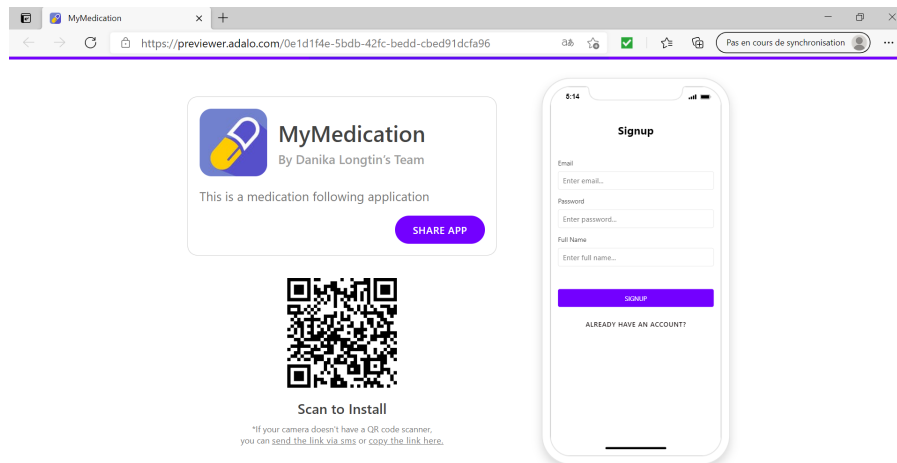 MyMedication
https://previewer.adalo.com/0e1d1f4e-5bdb-42fc-bedd-cbed91dcfa96
aあ
Pas en cours de synchronisation
MyMedication
By Danika Longtin's Team
This is a medication following application
SHARE APP
Scan to Install
*If your camera doesn't have a QR code scanner,
you can send the link via sms or copy the link here.
8:14
Signup
Email
Enter email...
Password
Enter password...
Full Name
Enter full name...
SIGNUP
ALREADY HAVE AN ACCOUNT?